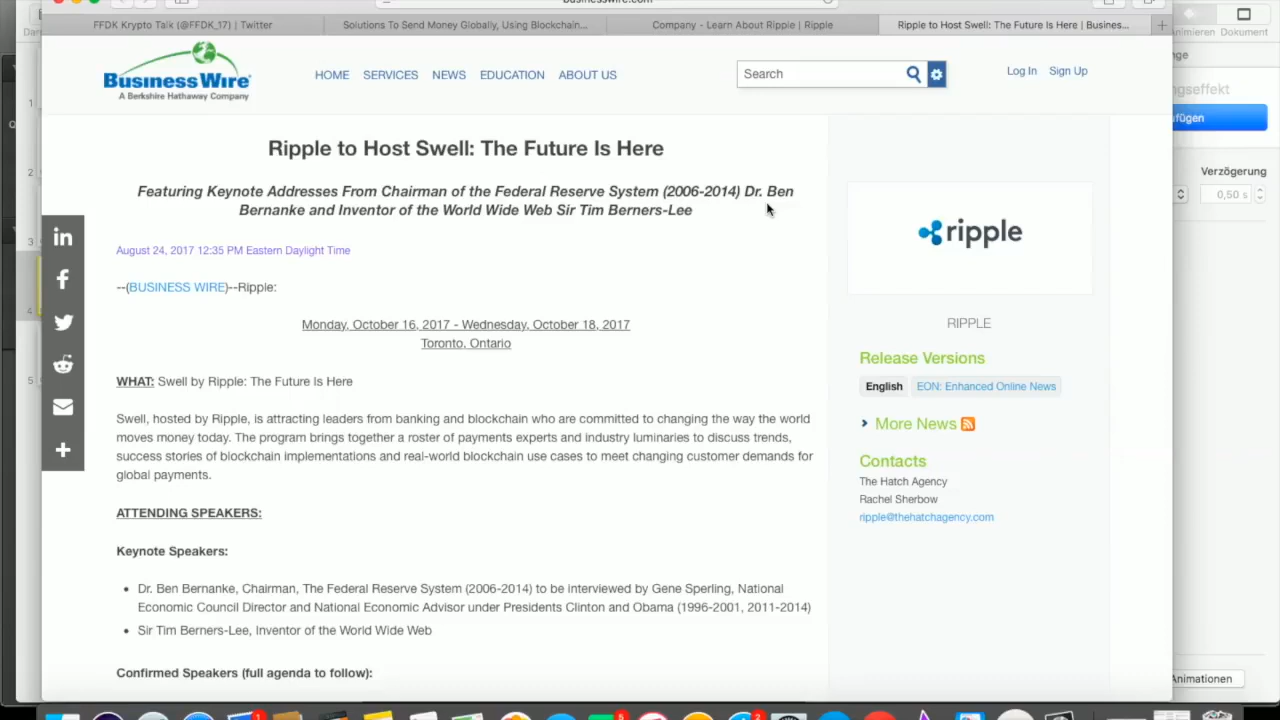 businesswire.com
FFDK Krypto Talk (@FFDK_17) | Twitter
Solutions To Send Money Globally, Using Blockchain...
Company - Learn About Ripple | Ripple
Ripple to Host Swell: The Future Is Here | Busines...
Animieren
Dokument
BUSINESS WIRE
A Berkshire Hathaway Company
HOME
SERVICES
NEWS
EDUCATION
ABOUT US
Search
Log In
Sign Up
Verzögerung
0,50 s
Ripple to Host Swell: The Future Is Here
Featuring Keynote Addresses From Chairman of the Federal Reserve System (2006-2014) Dr. Ben
Bernanke and Inventor of the World Wide Web Sir Tim Berners-Lee
August 24, 2017 12:35 PM Eastern Daylight Time
--(BUSINESS WIRE)--Ripple:
Monday, October 16, 2017 - Wednesday, October 18, 2017
Toronto, Ontario
WHAT: Swell by Ripple: The Future Is Here
Swell, hosted by Ripple, is attracting leaders from banking and blockchain who are committed to changing the way the world
moves money today. The program brings together a roster of payments experts and industry luminaries to discuss trends,
success stories of blockchain implementations and real-world blockchain use cases to meet changing customer demands for
global payments.
ATTENDING SPEAKERS:
Keynote Speakers:
• Dr. Ben Bernanke, Chairman, The Federal Reserve System (2006-2014) to be interviewed by Gene Sperling, National
Economic Council Director and National Economic Advisor under Presidents Clinton and Obama (1996-2001, 2011-2014)
• Sir Tim Berners-Lee, Inventor of the World Wide Web
Confirmed Speakers (full agenda to follow):
ripple
RIPPLE
Release Versions
English
EON: Enhanced Online News
More News
Contacts
The Hatch Agency
Rachel Sherbow
ripple@thehatchagency.com
Animationen
1
2
3
4
5